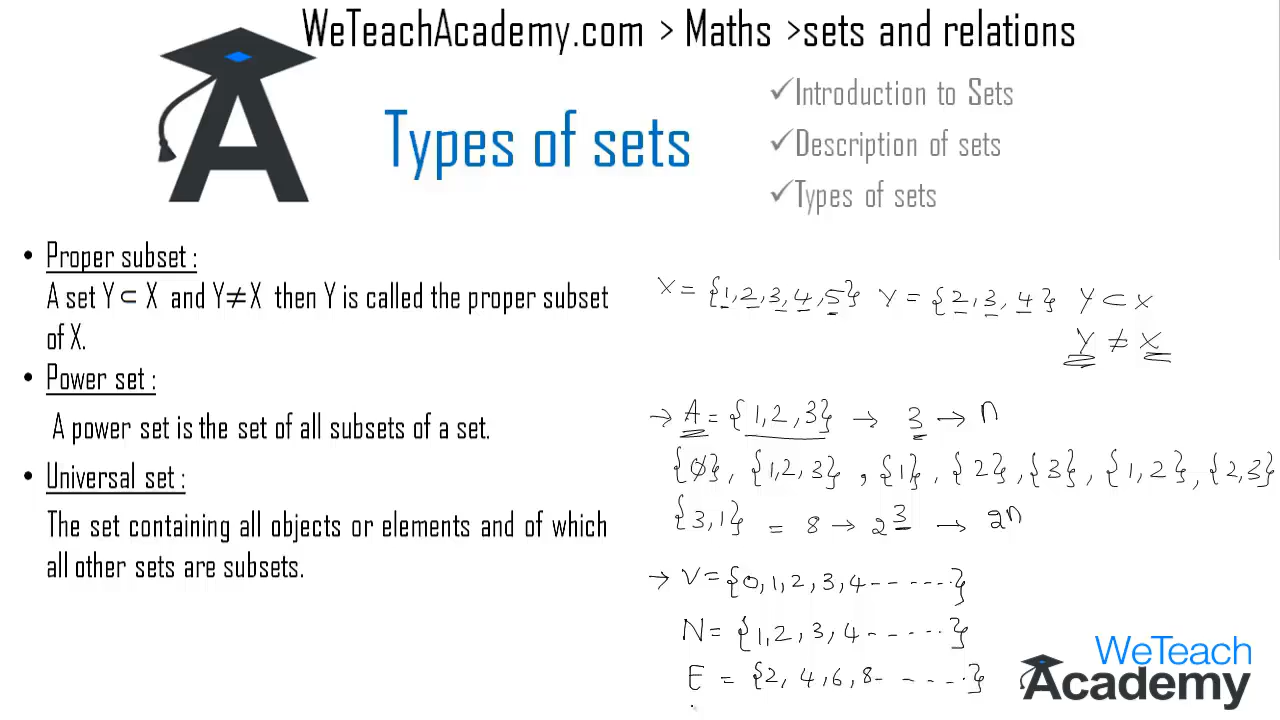 WeTeachAcademy.com > Maths >sets and relations
Types of sets
✓Introduction to Sets
✓Description of sets
✓Types of sets
• Proper subset :
A set Y⊂ X and Y≠X then Y is called the proper subset
of X.
• Power set :
A power set is the set of all subsets of a set.
• Universal set :
The set containing all objects or elements and of which
all other sets are subsets.
X = {1,2,3,4,5} Y = {2,3,4} Y ⊂ X
Y ≠ X
→ A = {1,2,3} → 3 → n
{∅}, {1,2,3}, {1}, {2}, {3}, {1,2}, {2,3}
{3,1} = 8 → 2³ → 2ⁿ
→ V = {0,1,2,3,4-- -- ....}
N = {1,2,3,4-- -- ...}
E = {2,4,6,8- - -- ...}
WeTeach
Academy